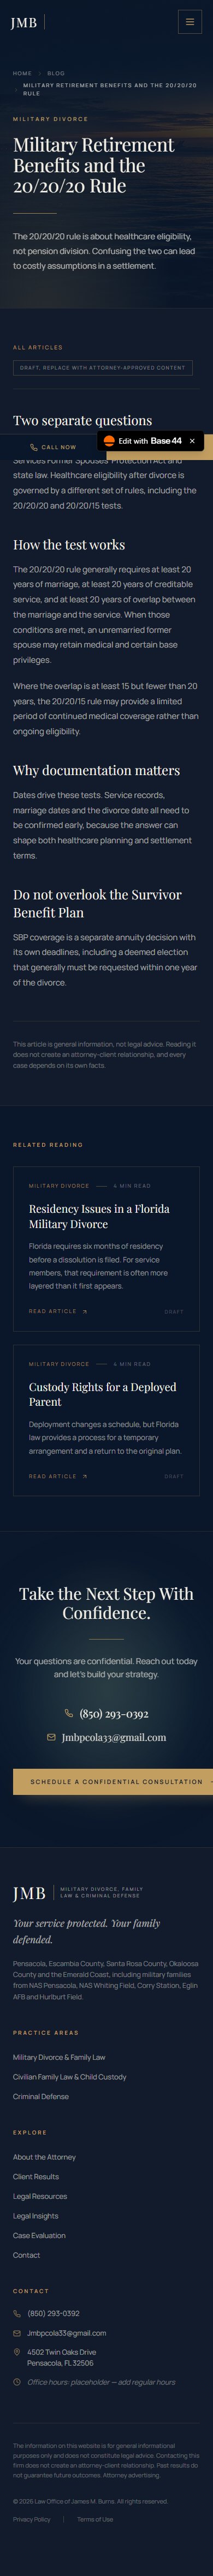 JMB
HOME > BLOG
> MILITARY RETIREMENT BENEFITS AND THE 20/20/20
RULE
MILITARY DIVORCE
Military Retirement
Benefits and the
20/20/20 Rule
The 20/20/20 rule is about healthcare eligibility,
not pension division. Confusing the two can lead
to costly assumptions in a settlement.
ALL ARTICLES
DRAFT, REPLACE WITH ATTORNEY-APPROVED CONTENT
Two separate questions
CALL NOW
Edit with Base 44 ×
Services Former Spouses' Protection Act and
state law. Healthcare eligibility after divorce is
governed by a different set of rules, including the
20/20/20 and 20/20/15 tests.
How the test works
The 20/20/20 rule generally requires at least 20
years of marriage, at least 20 years of creditable
service, and at least 20 years of overlap between
the marriage and the service. When those
conditions are met, an unremarried former
spouse may retain medical and certain base
privileges.
Where the overlap is at least 15 but fewer than 20
years, the 20/20/15 rule may provide a limited
period of continued medical coverage rather than
ongoing eligibility.
Why documentation matters
Dates drive these tests. Service records,
marriage dates and the divorce date all need to
be confirmed early, because the answer can
shape both healthcare planning and settlement
terms.
Do not overlook the Survivor
Benefit Plan
SBP coverage is a separate annuity decision with
its own deadlines, including a deemed election
that generally must be requested within one year
of the divorce.
This article is general information, not legal advice. Reading it
does not create an attorney-client relationship, and every
case depends on its own facts.
RELATED READING
MILITARY DIVORCE — 4 MIN READ
Residency Issues in a Florida
Military Divorce
Florida requires six months of residency
before a dissolution is filed. For service
members, that requirement is often more
layered than it first appears.
READ ARTICLE DRAFT
MILITARY DIVORCE — 4 MIN READ
Custody Rights for a Deployed
Parent
Deployment changes a schedule, but Florida
law provides a process for a temporary
arrangement and a return to the original plan.
READ ARTICLE DRAFT
Take the Next Step With
Confidence.
Your questions are confidential. Reach out today
and let's build your strategy.
(850) 293-0392
Jmbpcola33@gmail.com
SCHEDULE A CONFIDENTIAL CONSULTATION
JMB MILITARY DIVORCE, FAMILY
LAW & CRIMINAL DEFENSE
Your service protected. Your family
defended.
Pensacola, Escambia County, Santa Rosa County, Okaloosa
County and the Emerald Coast, including military families
from NAS Pensacola, NAS Whiting Field, Corry Station, Eglin
AFB and Hurlburt Field.
PRACTICE AREAS
Military Divorce & Family Law
Civilian Family Law & Child Custody
Criminal Defense
EXPLORE
About the Attorney
Client Results
Legal Resources
Legal Insights
Case Evaluation
Contact
CONTACT
(850) 293-0392
Jmbpcola33@gmail.com
4502 Twin Oaks Drive
Pensacola, FL 32506
Office hours: placeholder — add regular hours
The information on this website is for general informational
purposes only and does not constitute legal advice. Contacting this
firm does not create an attorney-client relationship. Past results do
not guarantee future outcomes. Attorney advertising.
© 2026 Law Office of James M. Burns. All rights reserved.
Privacy Policy | Terms of Use